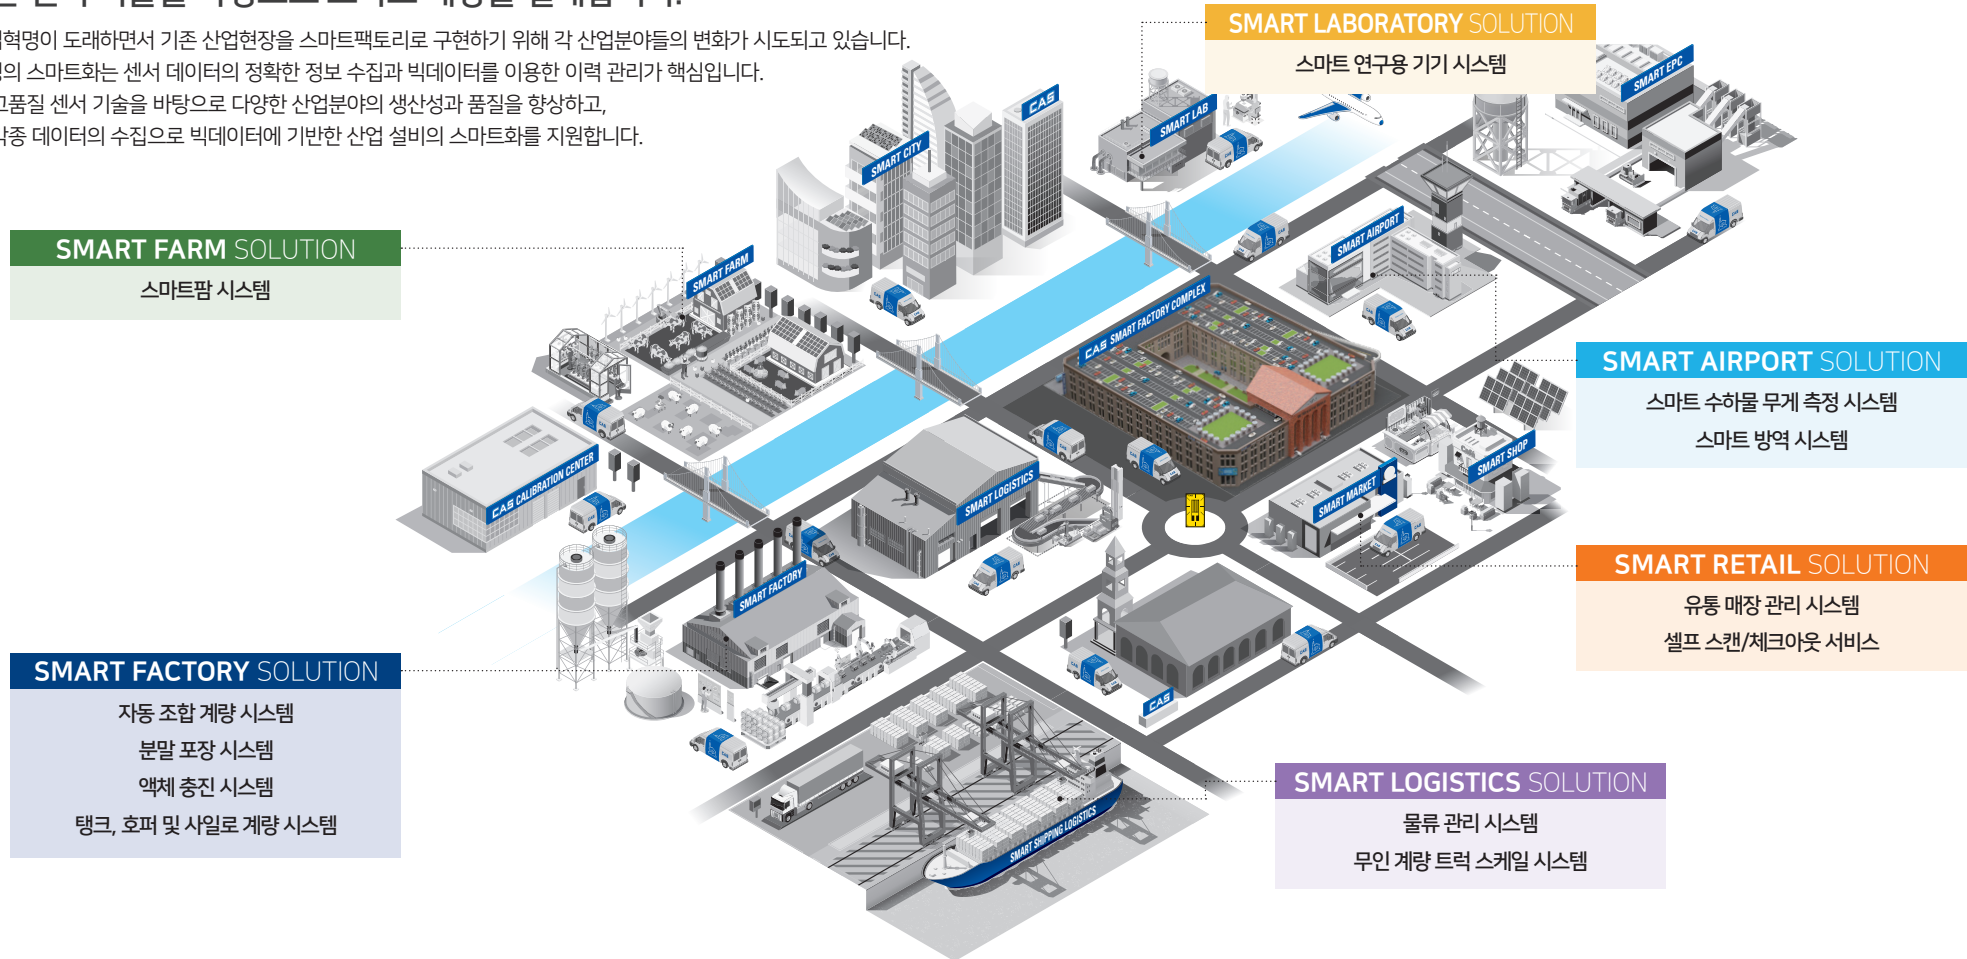 혁명이 도래하면서 기존 산업현장을 스마트팩토리로 구현하기 위해 각 산업분야들의 변화가 시도되고 있습니다.
의 스마트화는 센서 데이터의 정확한 정보 수집과 빅데이터를 이용한 이력 관리가 핵심입니다.
고품질 센서 기술을 바탕으로 다양한 산업분야의 생산성과 품질을 향상하고,
각종 데이터의 수집으로 빅데이터에 기반한 산업 설비의 스마트화를 지원합니다.
SMART LABORATORY SOLUTION
스마트 연구용 기기 시스템
SMART EPC
CAS
SMART LAB
SMART CITY
SMART AIRPORT
SMART FARM SOLUTION
스마트팜 시스템
SMART FARM
CAS SMART FACTORY COMPLEX
SMART AIRPORT SOLUTION
스마트 수하물 무게 측정 시스템
스마트 방역 시스템
CAS CALIBRATION CENTER
SMART LOGISTICS
SMART MARKET
SMART SHOP
SMART RETAIL SOLUTION
유통 매장 관리 시스템
셀프 스캔/체크아웃 서비스
SMART FACTORY
SMART FACTORY SOLUTION
자동 조합 계량 시스템
분말 포장 시스템
액체 충진 시스템
탱크, 호퍼 및 사일로 계량 시스템
CAS
SMART LOGISTICS SOLUTION
물류 관리 시스템
무인 계량 트럭 스케일 시스템
SMART SHIPPING LOGISTICS